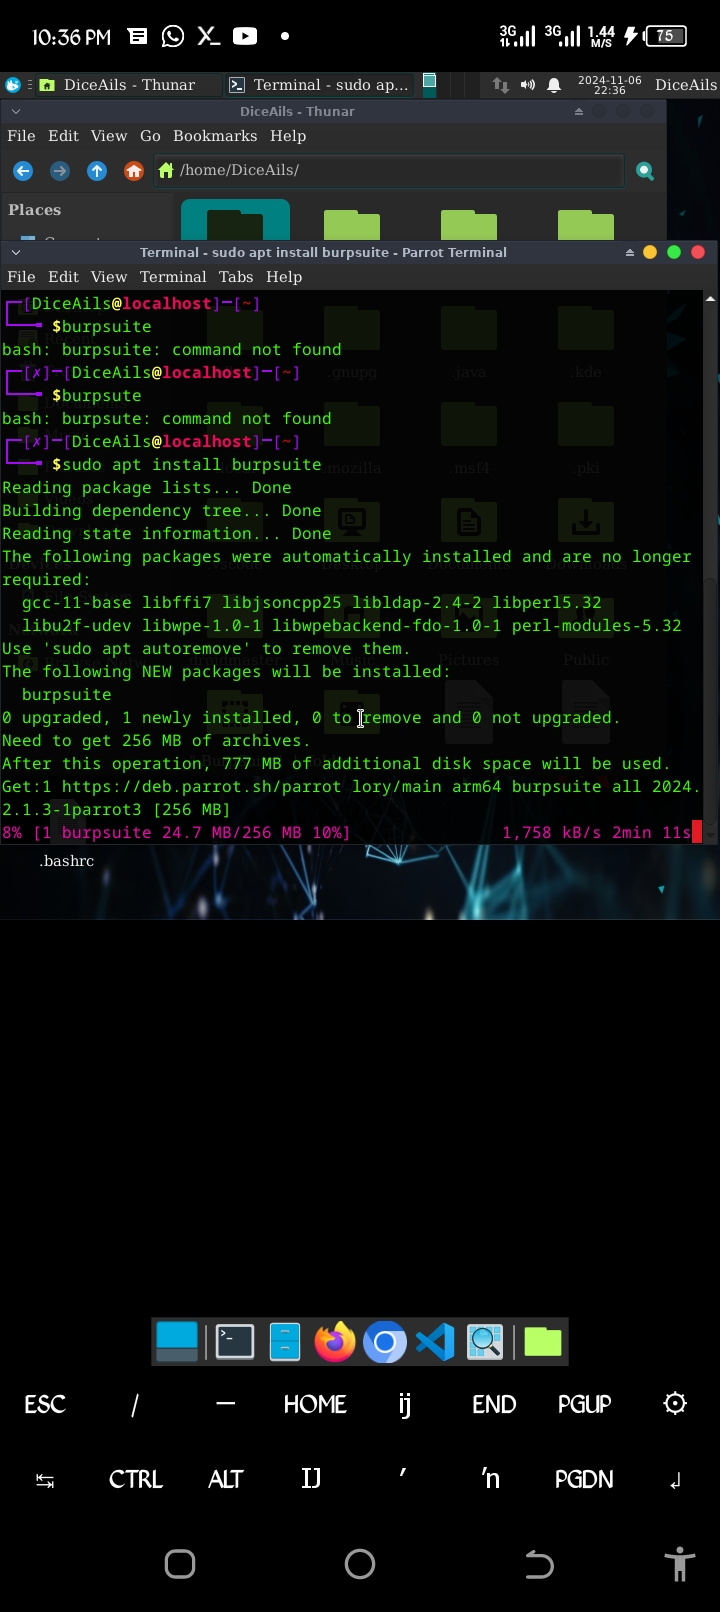 10:36 PM
3G 3G 1.44 M/S 75
DiceAils - Thunar Terminal - sudo ap... 2024-11-06 22:36 DiceAils
DiceAils - Thunar
File Edit View Go Bookmarks Help
/home/DiceAils/
Places
Terminal - sudo apt install burpsuite - Parrot Terminal
File Edit View Terminal Tabs Help
┌─[DiceAils@localhost]─[~]
└──╼ $burpsuite
bash: burpsuite: command not found
┌─[✗]─[DiceAils@localhost]─[~]
└──╼ $burpsute
bash: burpsute: command not found
┌─[✗]─[DiceAils@localhost]─[~]
└──╼ $sudo apt install burpsuite
Reading package lists... Done
Building dependency tree... Done
Reading state information... Done
The following packages were automatically installed and are no longer
required:
gcc-11-base libffi7 libjsoncpp25 libldap-2.4-2 libperl5.32
libu2f-udev libwpe-1.0-1 libwpebackend-fdo-1.0-1 perl-modules-5.32
Use 'sudo apt autoremove' to remove them.
The following NEW packages will be installed:
burpsuite
0 upgraded, 1 newly installed, 0 to remove and 0 not upgraded.
Need to get 256 MB of archives.
After this operation, 777 MB of additional disk space will be used.
Get:1 https://deb.parrot.sh/parrot lory/main arm64 burpsuite all 2024.
2.1.3-1parrot3 [256 MB]
8% [1 burpsuite 24.7 MB/256 MB 10%] 1,758 kB/s 2min 11s
.gnupg .java .kde
.mozilla .msf4 .pki
Music Pictures Public
.bashrc
ESC / — HOME ij END PGUP
CTRL ALT IJ ′ ŉ PGDN